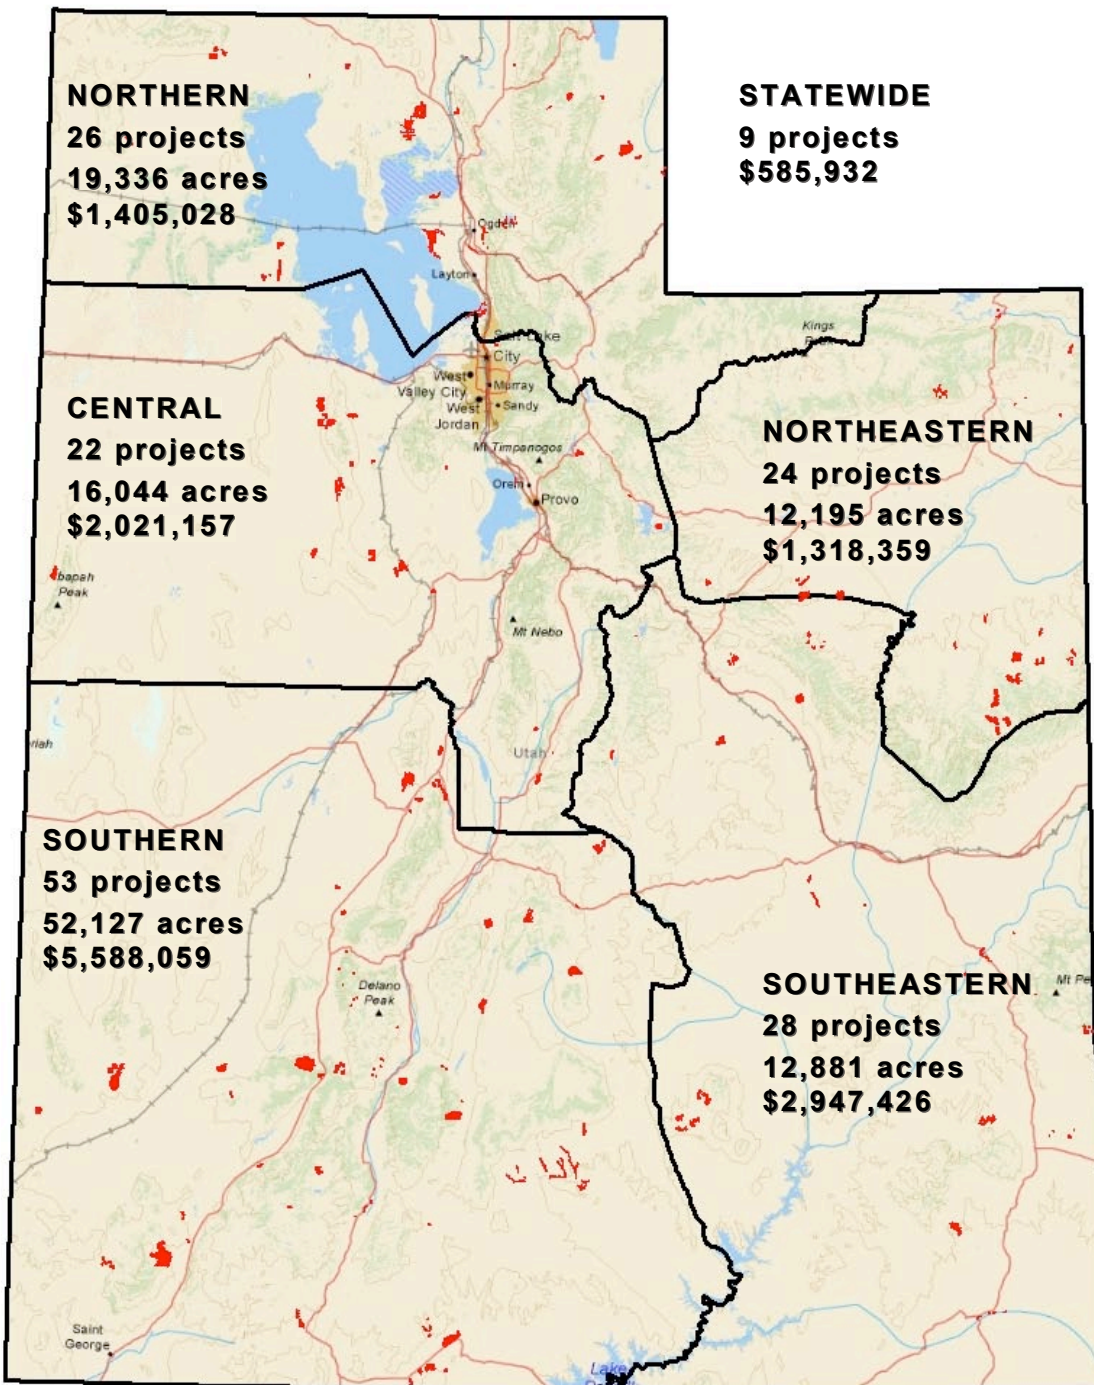 NORTHERN
26 projects
19,336 acres
$1,405,028
STATEWIDE
9 projects
$585,932
Ogden
Layton
Salt Lake
City
West
Valley City
Murray
West
Jordan
Sandy
Mt Timpanogos
Orem
Provo
Kings
CENTRAL
22 projects
16,044 acres
$2,021,157
NORTHEASTERN
24 projects
12,195 acres
$1,318,359
Peak
Mt Nebo
Utah
SOUTHERN
53 projects
52,127 acres
$5,588,059
Delano
Peak
SOUTHEASTERN
28 projects
12,881 acres
$2,947,426
Mt Pe
Saint
George
Lake